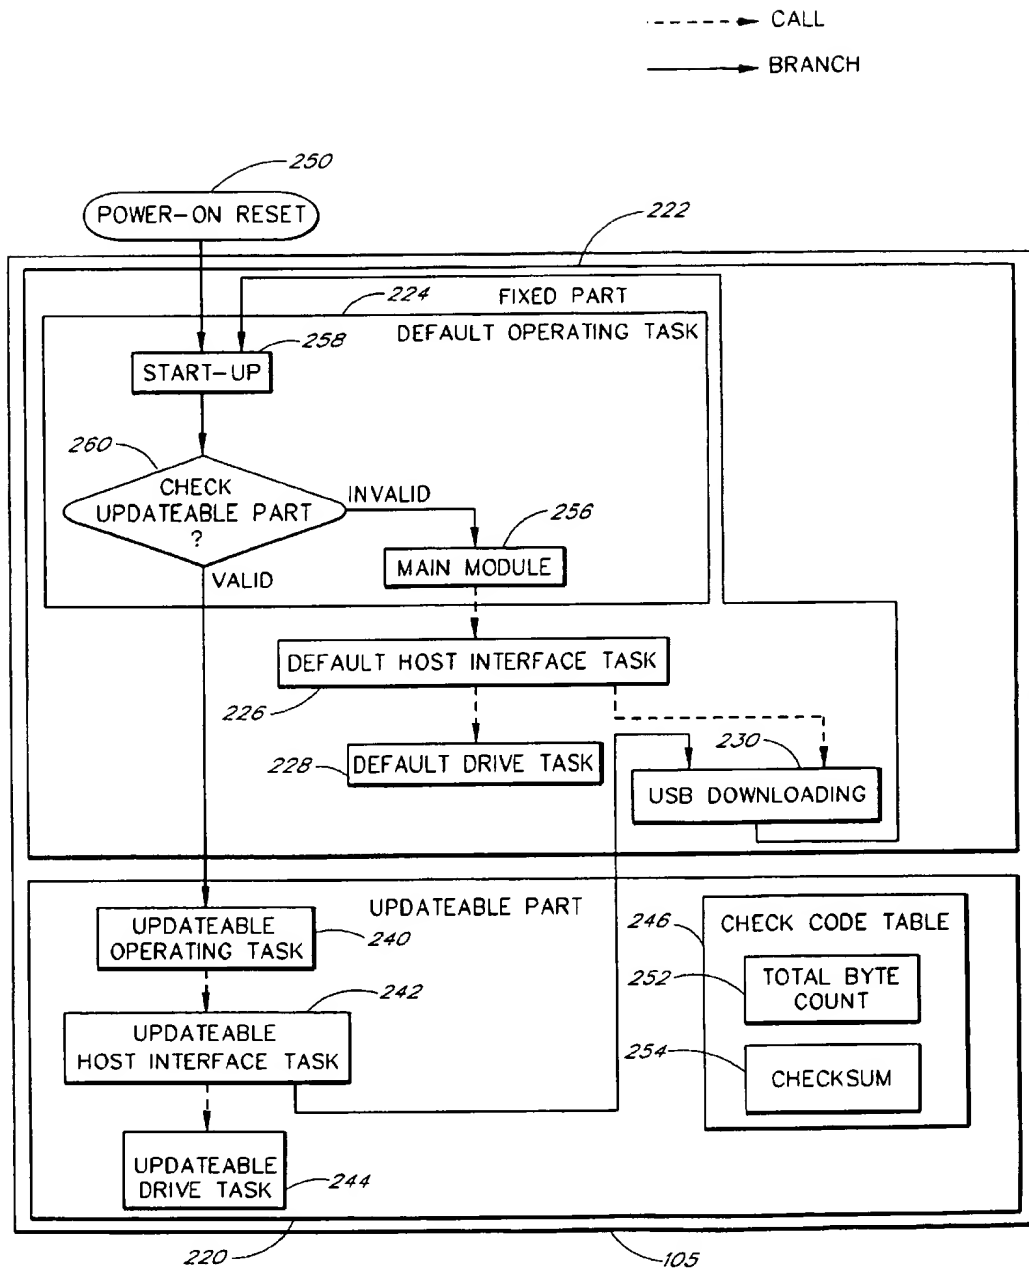 CALL
BRANCH
250
POWER-ON RESET
222
224
FIXED PART
DEFAULT OPERATING TASK
258
START-UP
260
CHECK
UPDATEABLE PART
?
INVALID
256
MAIN MODULE
VALID
DEFAULT HOST INTERFACE TASK
226
230
228
DEFAULT DRIVE TASK
USB DOWNLOADING
UPDATEABLE PART
UPDATEABLE
OPERATING TASK
240
246
CHECK CODE TABLE
252
TOTAL BYTE
COUNT
242
UPDATEABLE
HOST INTERFACE TASK
254
CHECKSUM
UPDATEABLE
DRIVE TASK
244
220
105